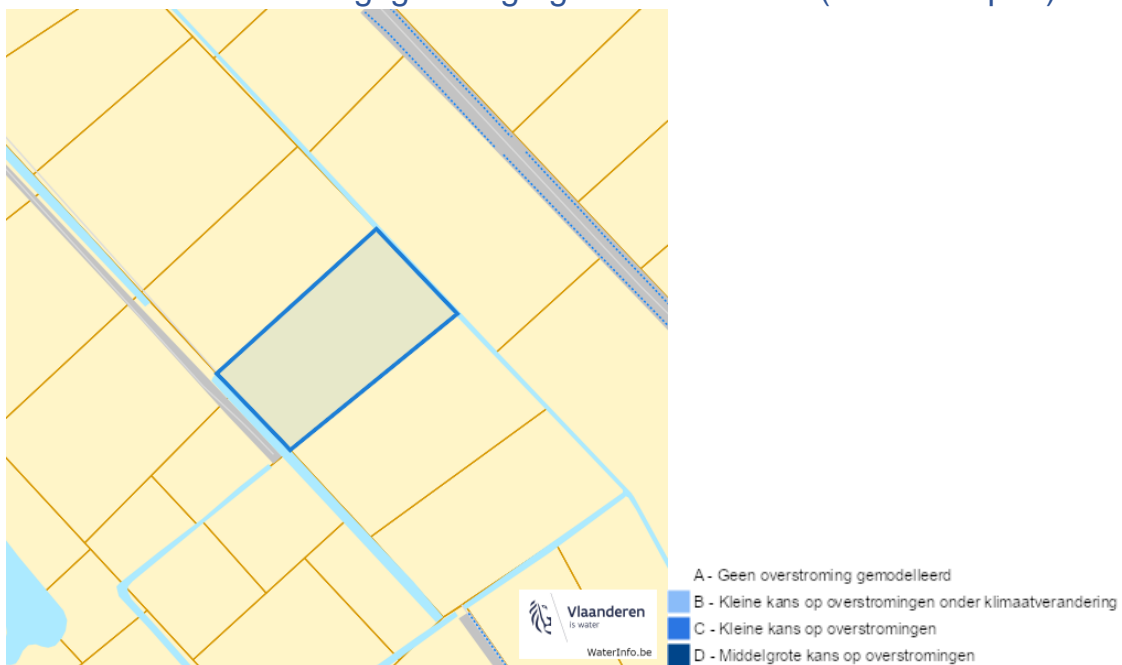 A - Geen overstroming gemodelleerd
B - Kleine kans op overstromingen onder klimaatverandering
C - Kleine kans op overstromingen
D - Middelgrote kans op overstromingen
Vlaanderen
is water
WaterInfo.be